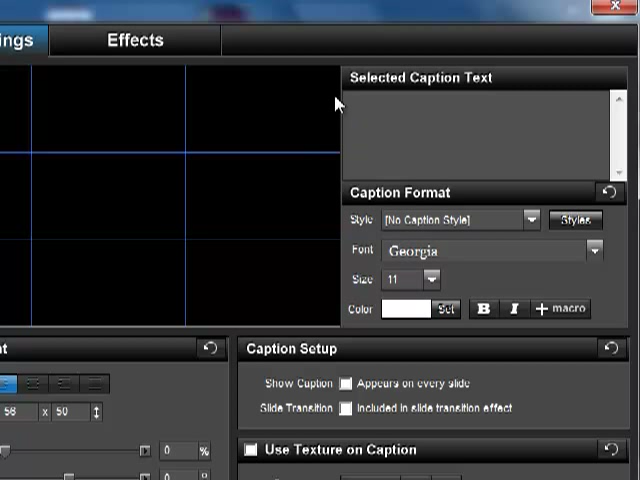 ings
Effects
Selected Caption Text
Caption Format
Style [No Caption Style] Styles
Font Georgia
Size 11
Color Set B I + macro
Caption Setup
Show Caption Appears on every slide
Slide Transition Included in slide transition effect
58 x 50
0 %
Use Texture on Caption